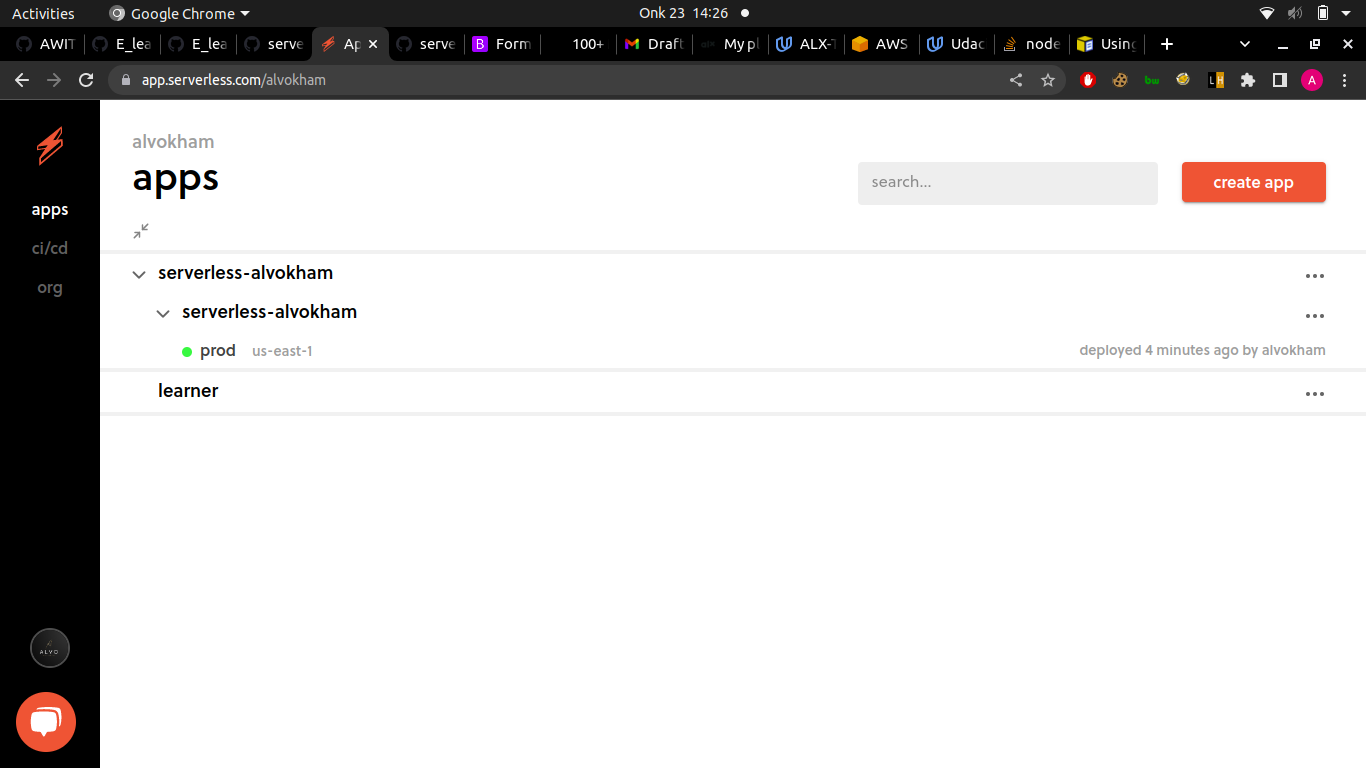 Activities Google Chrome Onk 23 14:26
AWIT E_lea E_lea serve Ap serve B Form 100+ Draft My pl ALX-T AWS Udac node Using
app.serverless.com/alvokham bw LH A
alvokham
apps
search...
create app
apps
ci/cd
org
serverless-alvokham
serverless-alvokham
prod us-east-1 deployed 4 minutes ago by alvokham
learner
ALVO